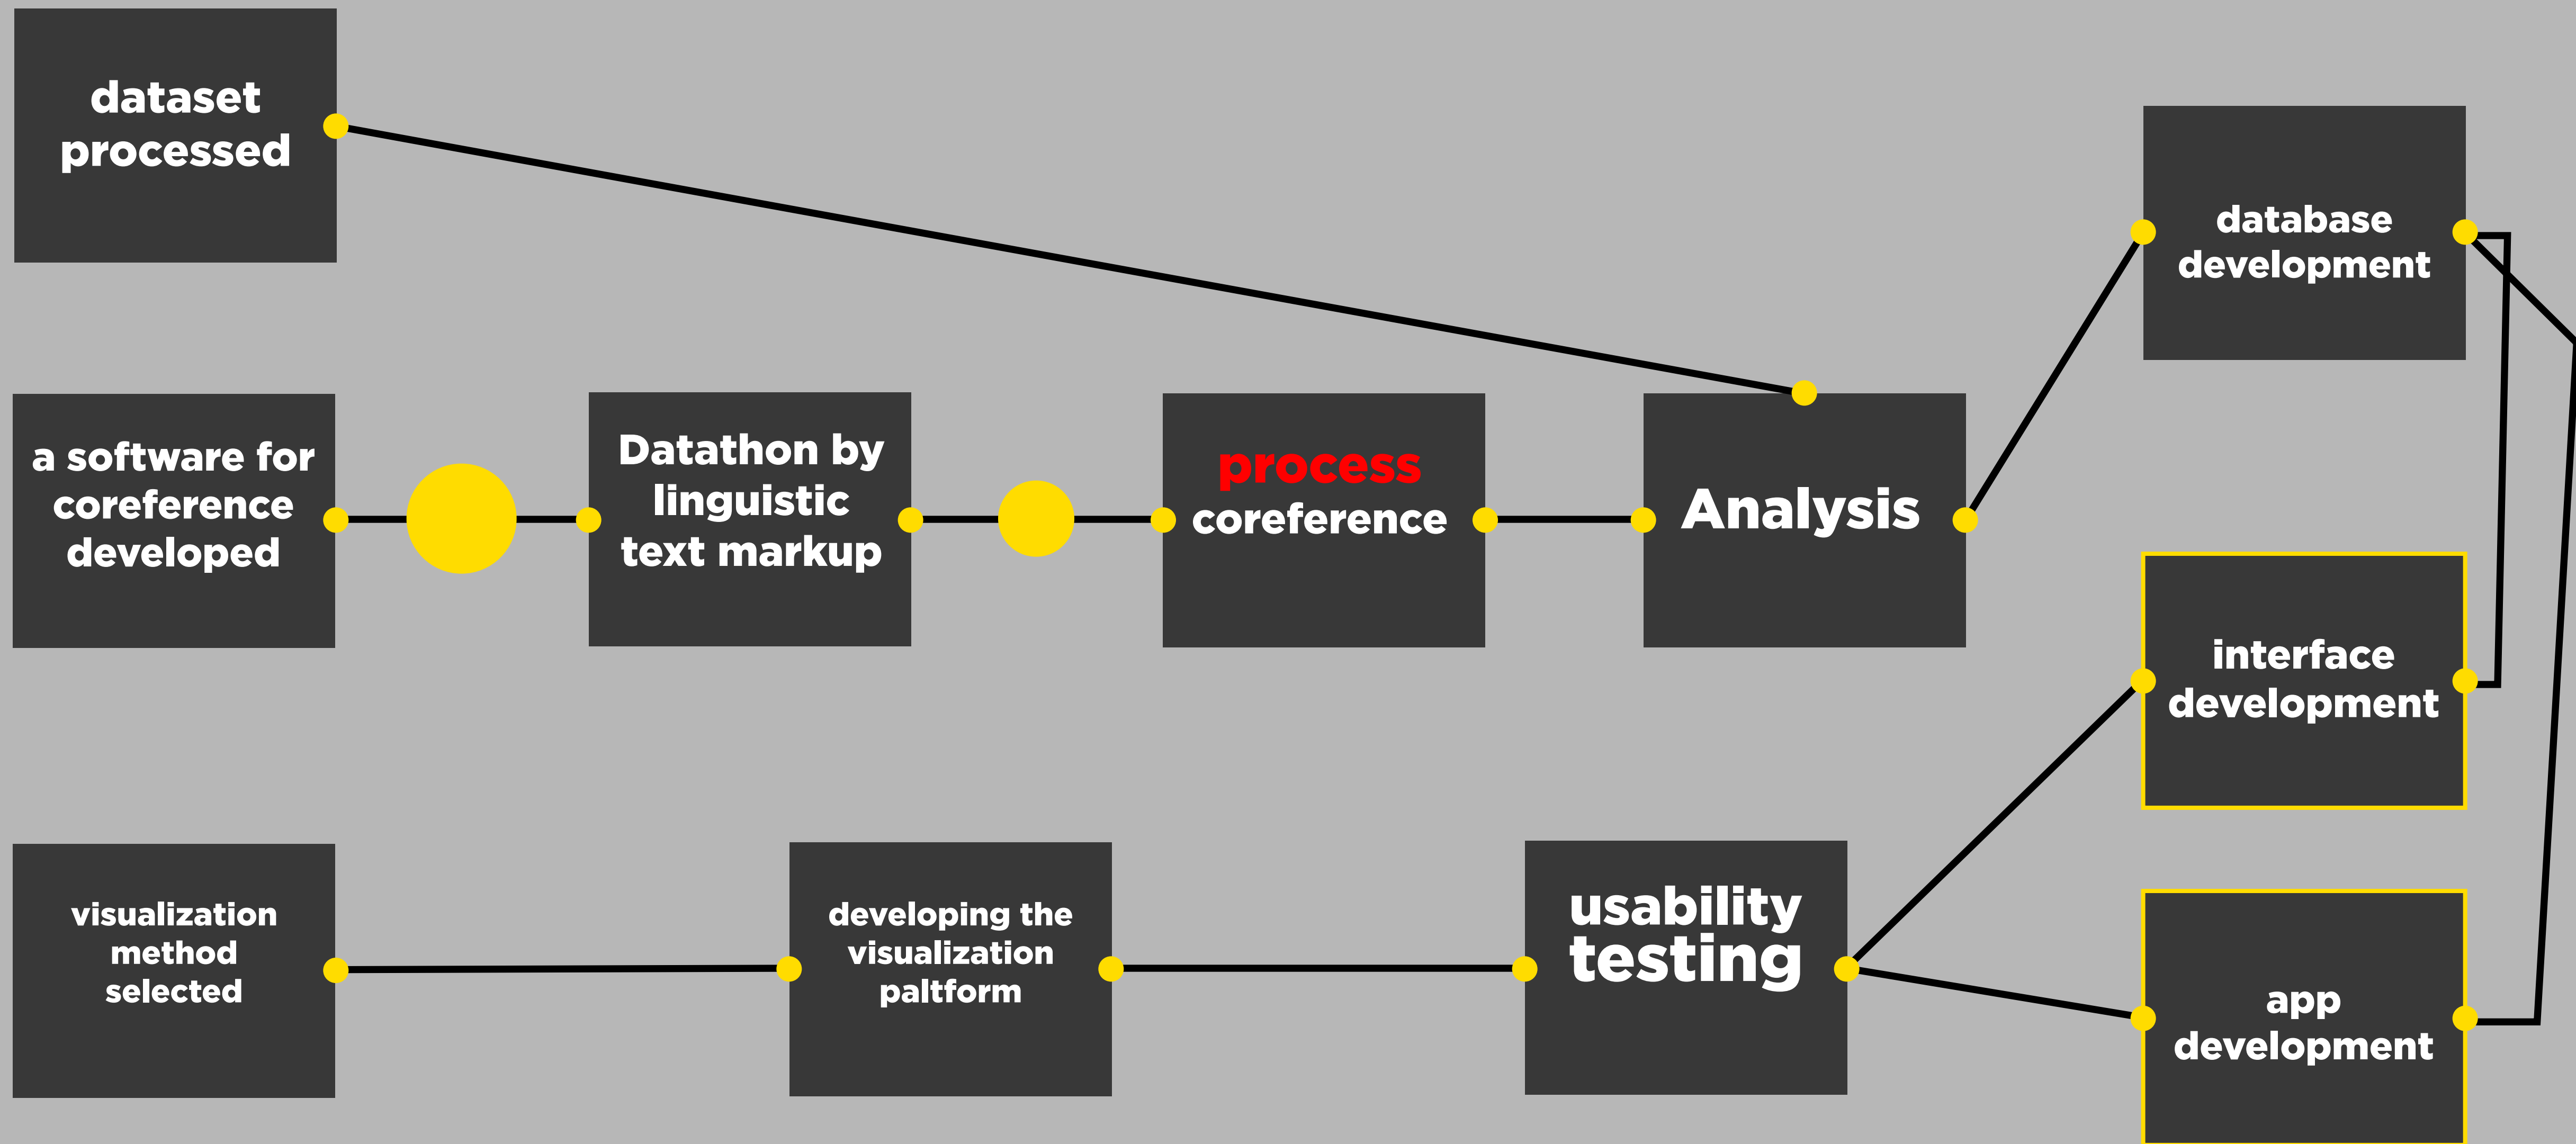 dataset
processed
a software for
coreference
developed
Datathon by
linguistic
text markup
process
coreference
Analysis
database
development
interface
development
visualization
method
selected
developing the
visualization
paltform
usability
testing
app
development